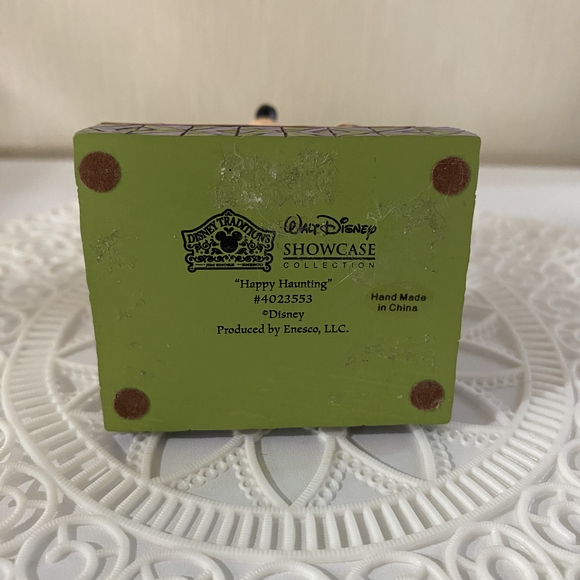 DISNEY TRADITIONS
Walt Disney
SHOWCASE
COLLECTION
"Happy Haunting"
#4023553
©Disney
Produced by Enesco, LLC.
Hand Made
in China